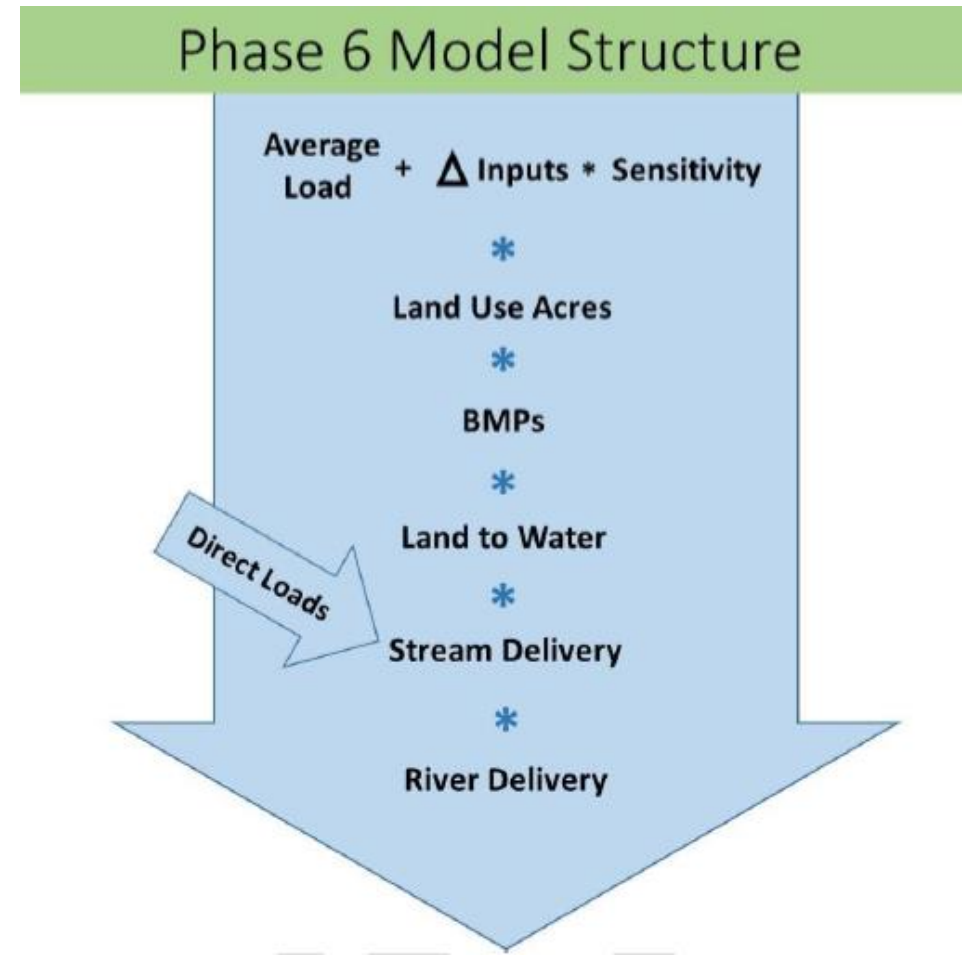 Phase 6 Model Structure
Average
Load + Δ Inputs * Sensitivity
*
Land Use Acres
*
BMPs
*
Land to Water
*
Direct Loads
Stream Delivery
*
River Delivery